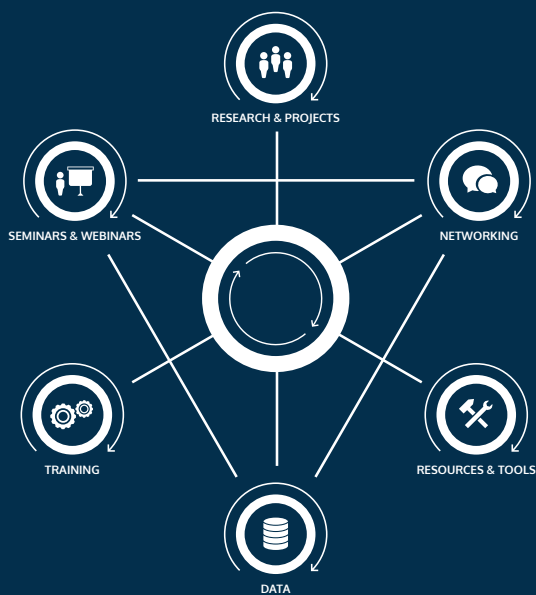 RESEARCH & PROJECTS
SEMINARS & WEBINARS
NETWORKING
TRAINING
RESOURCES & TOOLS
DATA